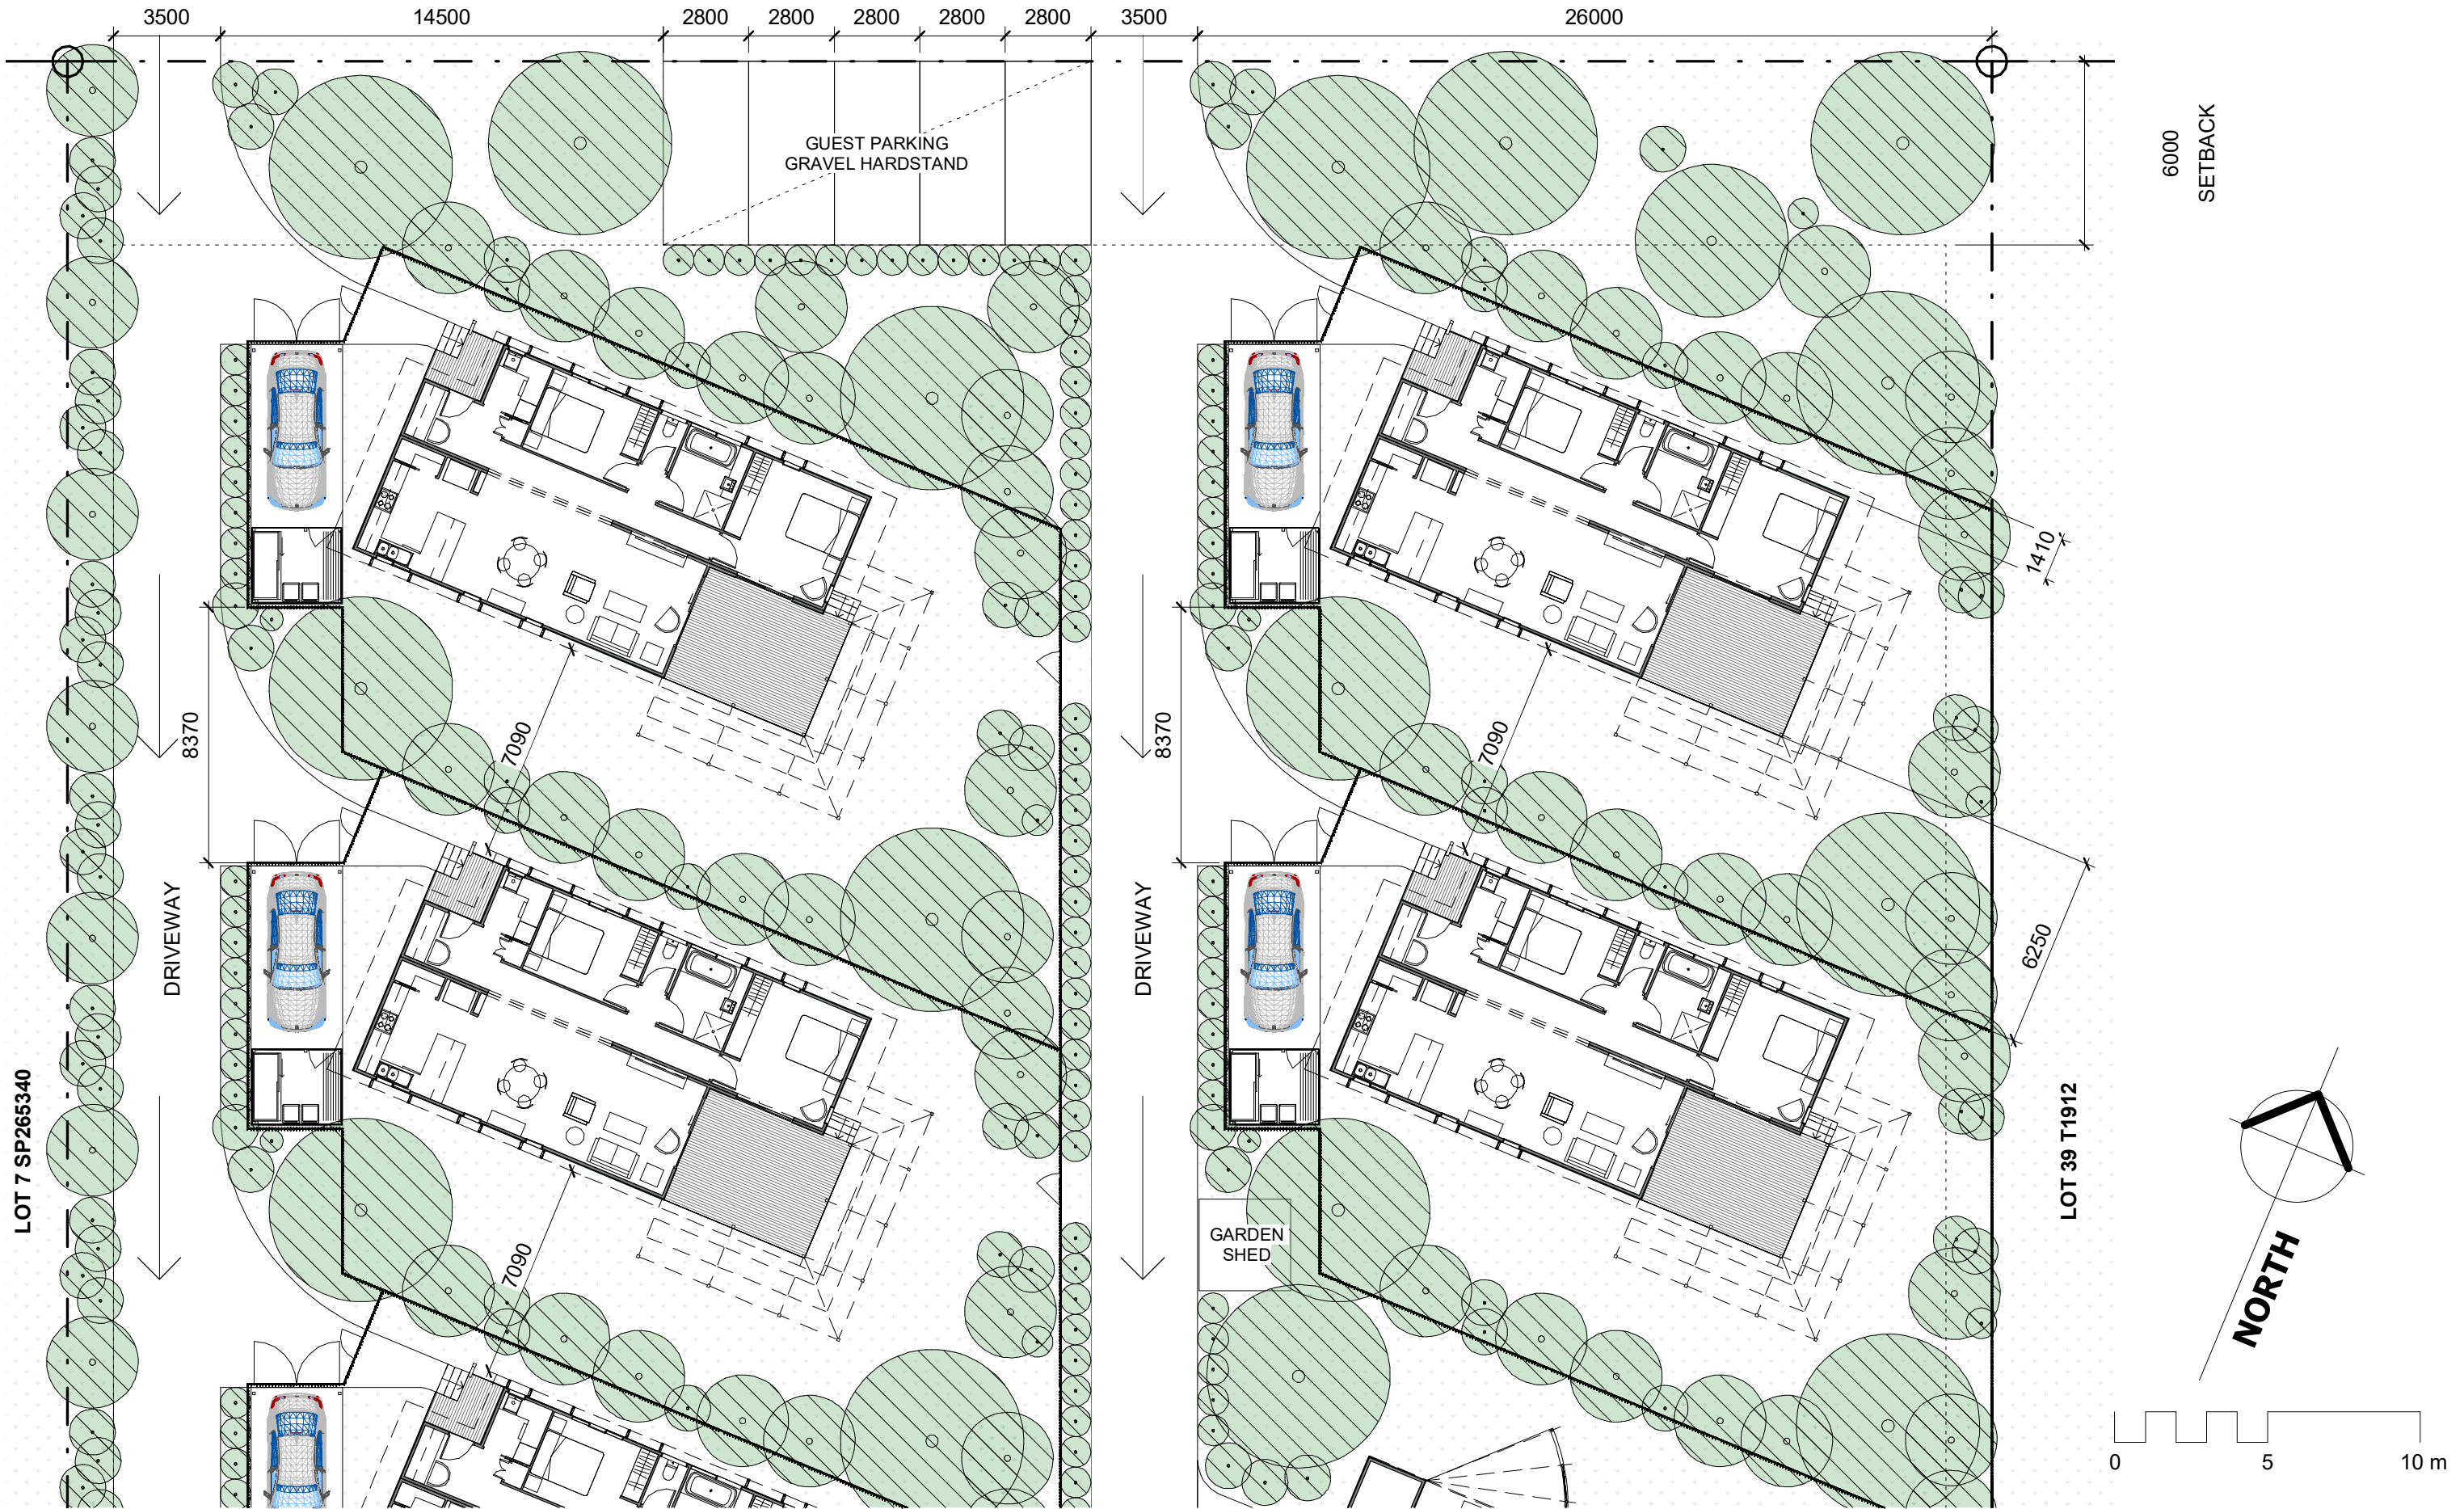 3500
14500
2800
2800
2800
2800
2800
3500
26000
GUEST PARKING
GRAVEL HARDSTAND
6000
SETBACK
1410
8370
7090
8370
7090
DRIVEWAY
DRIVEWAY
6250
LOT 7 SP265340
LOT 39 T1912
7090
GARDEN
SHED
NORTH
0
5
10 m